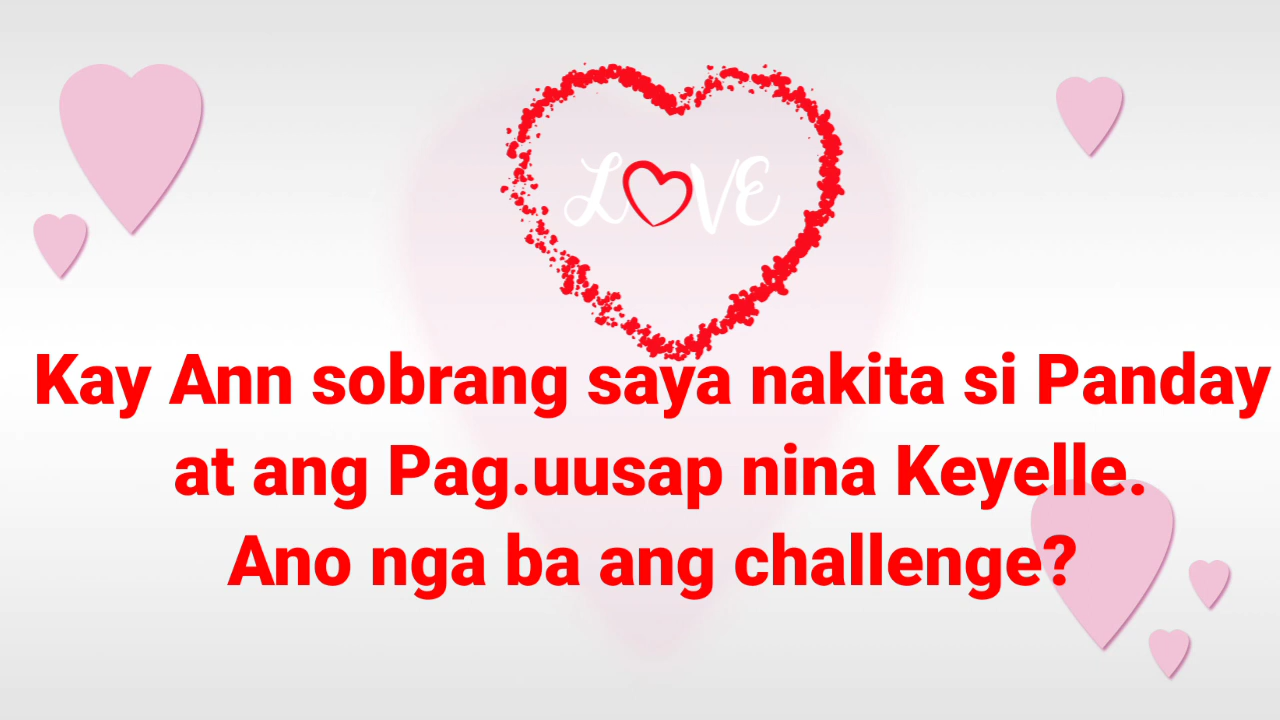 LOVE
Kay Ann sobrang saya nakita si Panday
at ang Pag.uusap nina Keyelle.
Ano nga ba ang challenge?